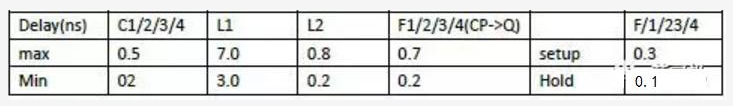 Delay(ns) C1/2/3/4 L1 L2 F1/2/3/4(CP->Q) F/1/23/4
max 0.5 7.0 0.8 0.7 setup 0.3
Min 02 3.0 0.2 0.2 Hold 0.1